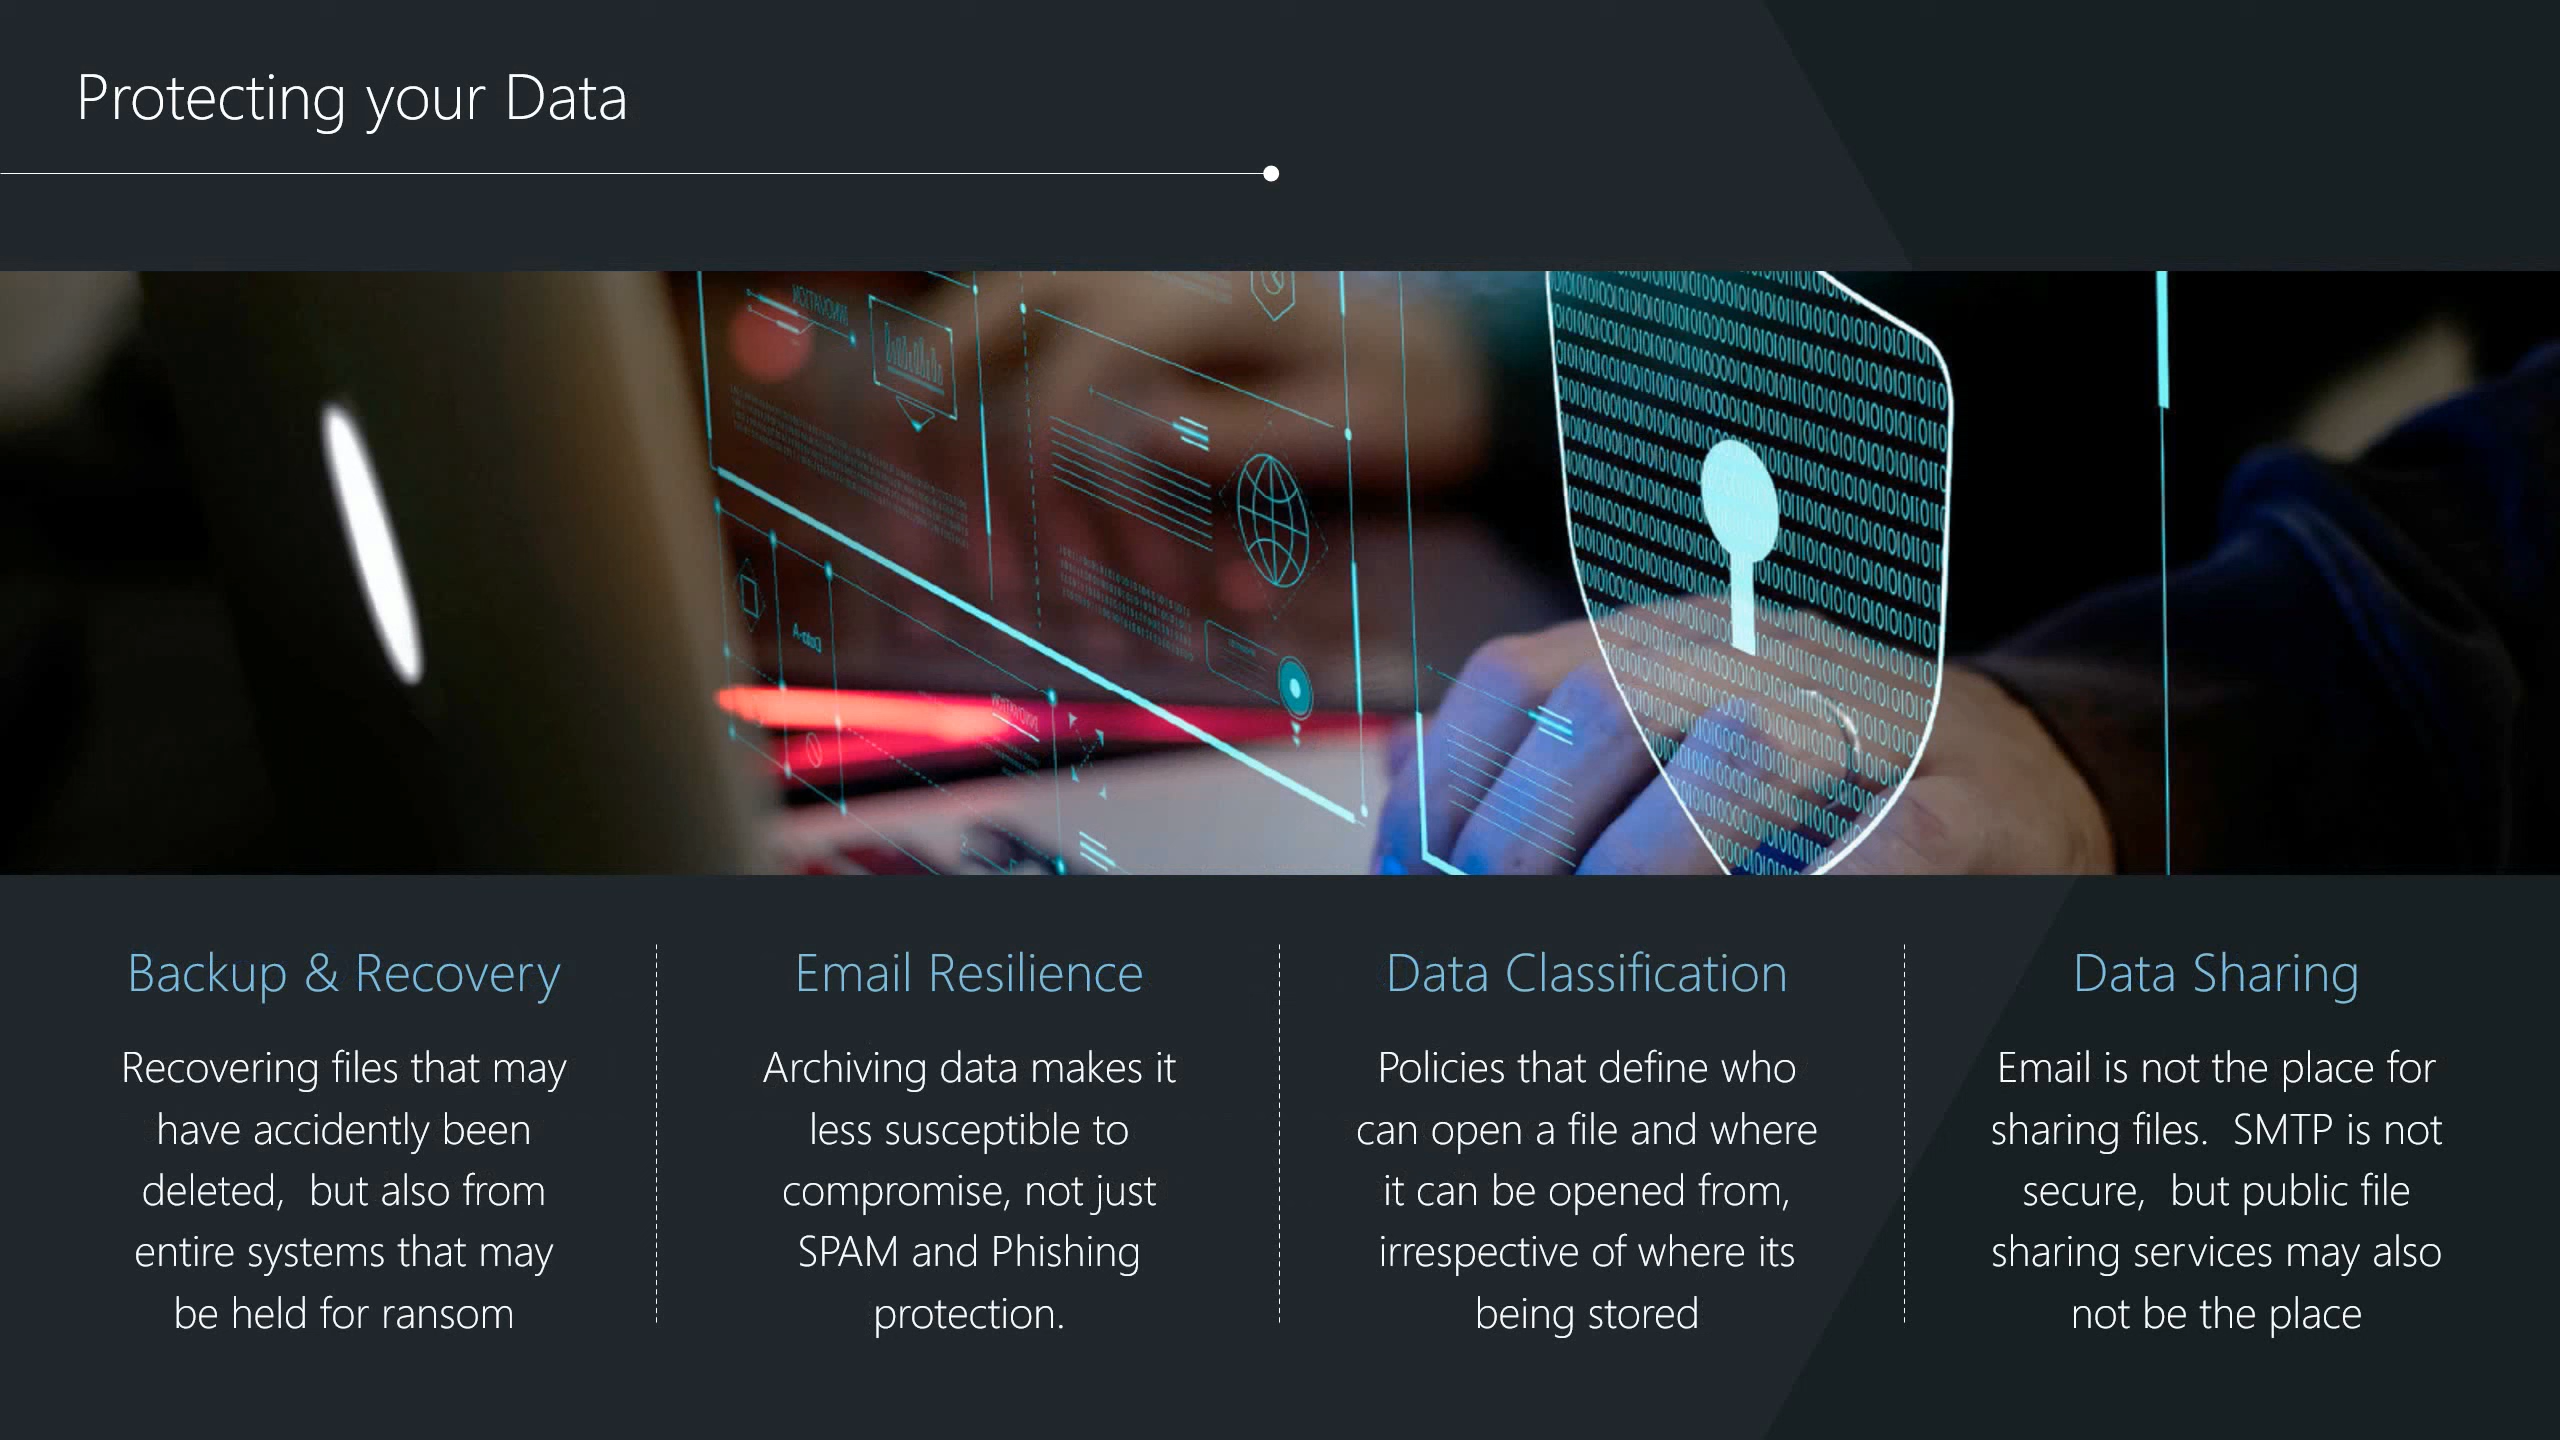 Protecting your Data
Backup & Recovery
Recovering files that may
have accidently been
deleted,  but also from
entire systems that may
be held for ransom
Email Resilience
Archiving data makes it
less susceptible to
compromise, not just
SPAM and Phishing
protection.
Data Classification
Policies that define who
can open a file and where
it can be opened from,
irrespective of where its
being stored
Data Sharing
Email is not the place for
sharing files.  SMTP is not
secure,  but public file
sharing services may also
not be the place